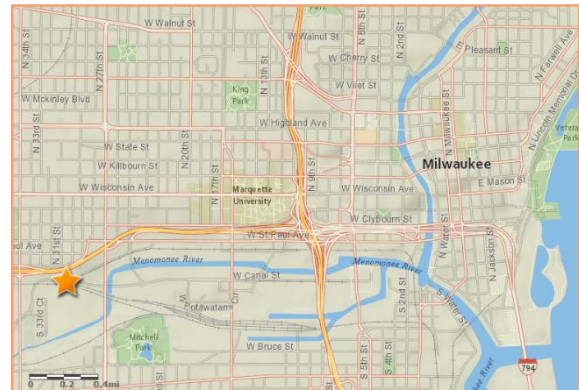 W Walnut St
W Walnut St
N 34th St
N 27th St
N 13th St
N 6th St
N 2nd St
E Pleasant St
N Farwell Ave
W Cherry St
W Vliet St
King
Park
W Mckinley Blvd
W Highland Ave
N Milwaukee St
N Lincoln Memorial Dr
Veterans
Park
N 33rd St
W State St
N 20th St
W Kilbourn St
Milwaukee
W Wisconsin Ave
N 17th St
Marquette
University
N 9th St
W Wisconsin Ave
E Mason St
W Clybourn St
N 31st St
W St Paul Ave
N Water St
N Jackson St
Menomonee River
Menomonee River
W Canal St
S 33rd Ct
W Potawatomi Cir
S 2nd St
S Water St
Mitchell
Park
W Bruce St
S 6th St
S 4th St
794
0
0.2
0.4mi